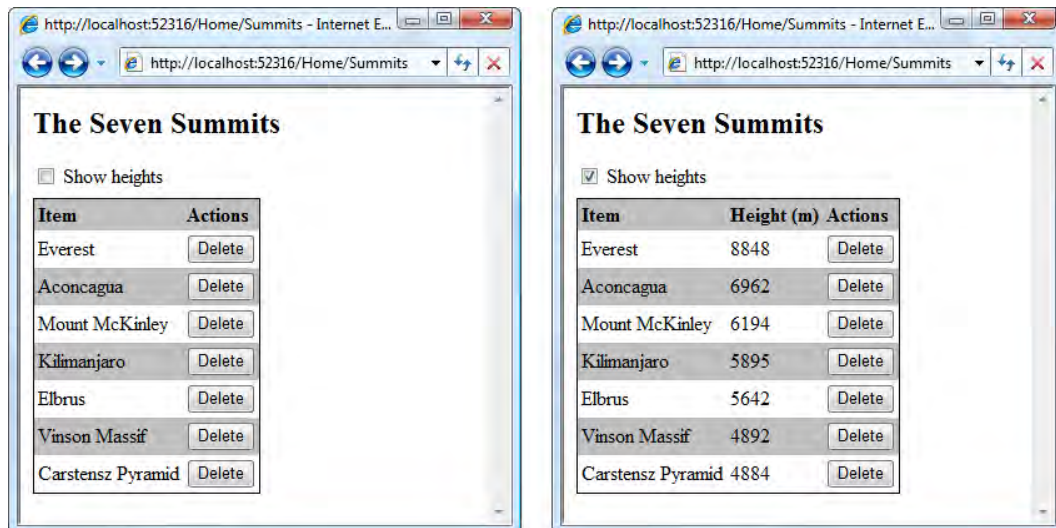 http://localhost:52316/Home/Summits - Internet E...
http://localhost:52316/Home/Summits
The Seven Summits
Show heights
Item Actions
Everest Delete
Aconcagua Delete
Mount McKinley Delete
Kilimanjaro Delete
Elbrus Delete
Vinson Massif Delete
Carstensz Pyramid Delete
http://localhost:52316/Home/Summits - Internet E...
http://localhost:52316/Home/Summits
The Seven Summits
Show heights
Item Height (m) Actions
Everest 8848 Delete
Aconcagua 6962 Delete
Mount McKinley 6194 Delete
Kilimanjaro 5895 Delete
Elbrus 5642 Delete
Vinson Massif 4892 Delete
Carstensz Pyramid 4884 Delete